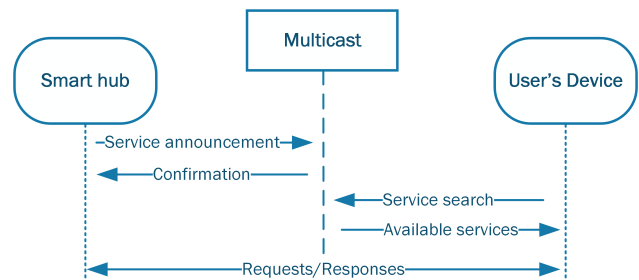 Multicast
Smart hub
User's Device
Service announcement
Confirmation
Service search
Available services
Requests/Responses